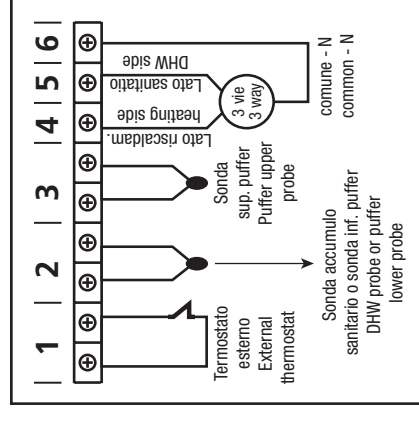 1
2
3
4
5
6
Termostato
esterno
External
thermostat
Sonda accumulo
sanitario o sonda inf. puffer
DHW probe or puffer
lower probe
Sonda
sup. puffer
Puffer upper
probe
Lato riscaldam.
heating side
Lato sanitatio
DHW side
3 vie
3 way
comune - N
common - N